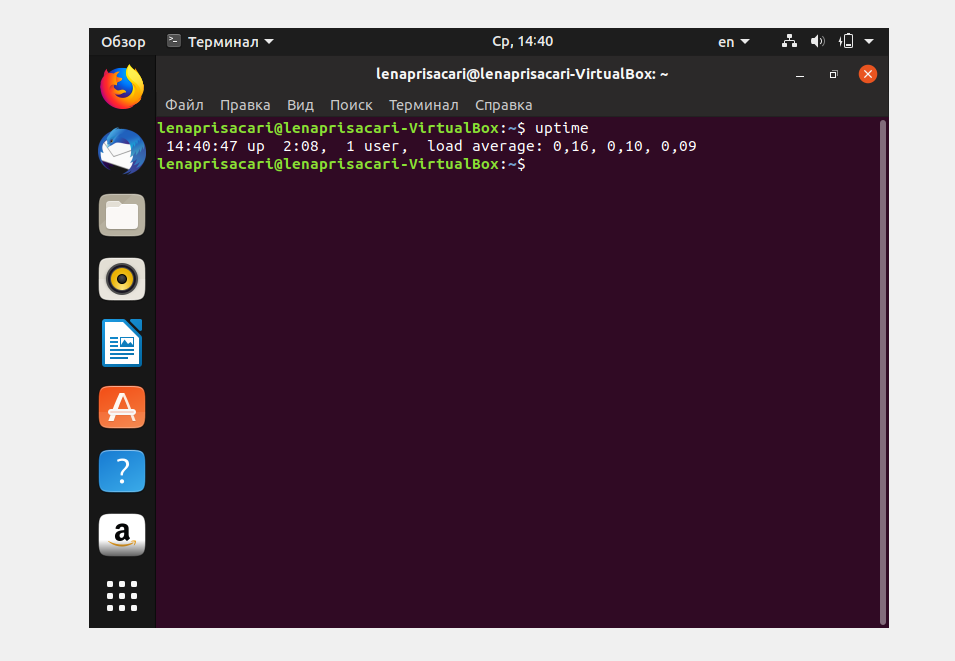 Обзор Терминал Ср, 14:40 en
lenaprisacari@lenaprisacari-VirtualBox: ~
Файл Правка Вид Поиск Терминал Справка
lenaprisacari@lenaprisacari-VirtualBox:~$ uptime
 14:40:47 up  2:08,  1 user,  load average: 0,16, 0,10, 0,09
lenaprisacari@lenaprisacari-VirtualBox:~$
?
a